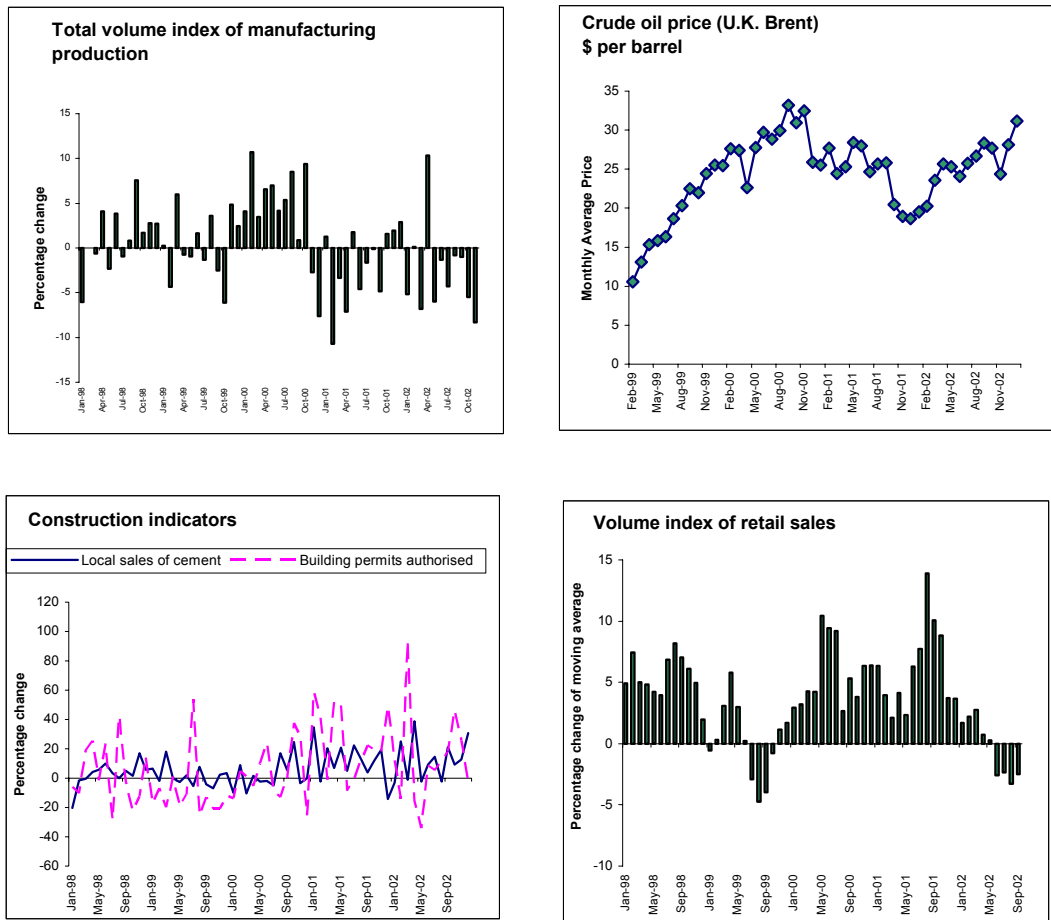 Total volume index of manufacturing
production
Percentage change
15
10
5
0
-5
-10
-15
Jan-98
Apr-98
Jul-98
Oct-98
Jan-99
Apr-99
Jul-99
Oct-99
Jan-00
Apr-00
Jul-00
Oct-00
Jan-01
Apr-01
Jul-01
Oct-01
Jan-02
Apr-02
Jul-02
Oct-02
Crude oil price (U.K. Brent)
$ per barrel
Monthly Average Price
35
30
25
20
15
10
5
0
Feb-99
May-99
Aug-99
Nov-99
Feb-00
May-00
Aug-00
Nov-00
Feb-01
May-01
Aug-01
Nov-01
Feb-02
May-02
Aug-02
Nov-02
Construction indicators
Local sales of cement Building permits authorised
Percentage change
120
100
80
60
40
20
0
-20
-40
-60
Jan-98
May-98
Sep-98
Jan-99
May-99
Sep-99
Jan-00
May-00
Sep-00
Jan-01
May-01
Sep-01
Jan-02
May-02
Sep-02
Volume index of retail sales
Percentage change of moving average
15
10
5
0
-5
-10
Jan-98
May-98
Sep-98
Jan-99
May-99
Sep-99
Jan-00
May-00
Sep-00
Jan-01
May-01
Sep-01
Jan-02
May-02
Sep-02